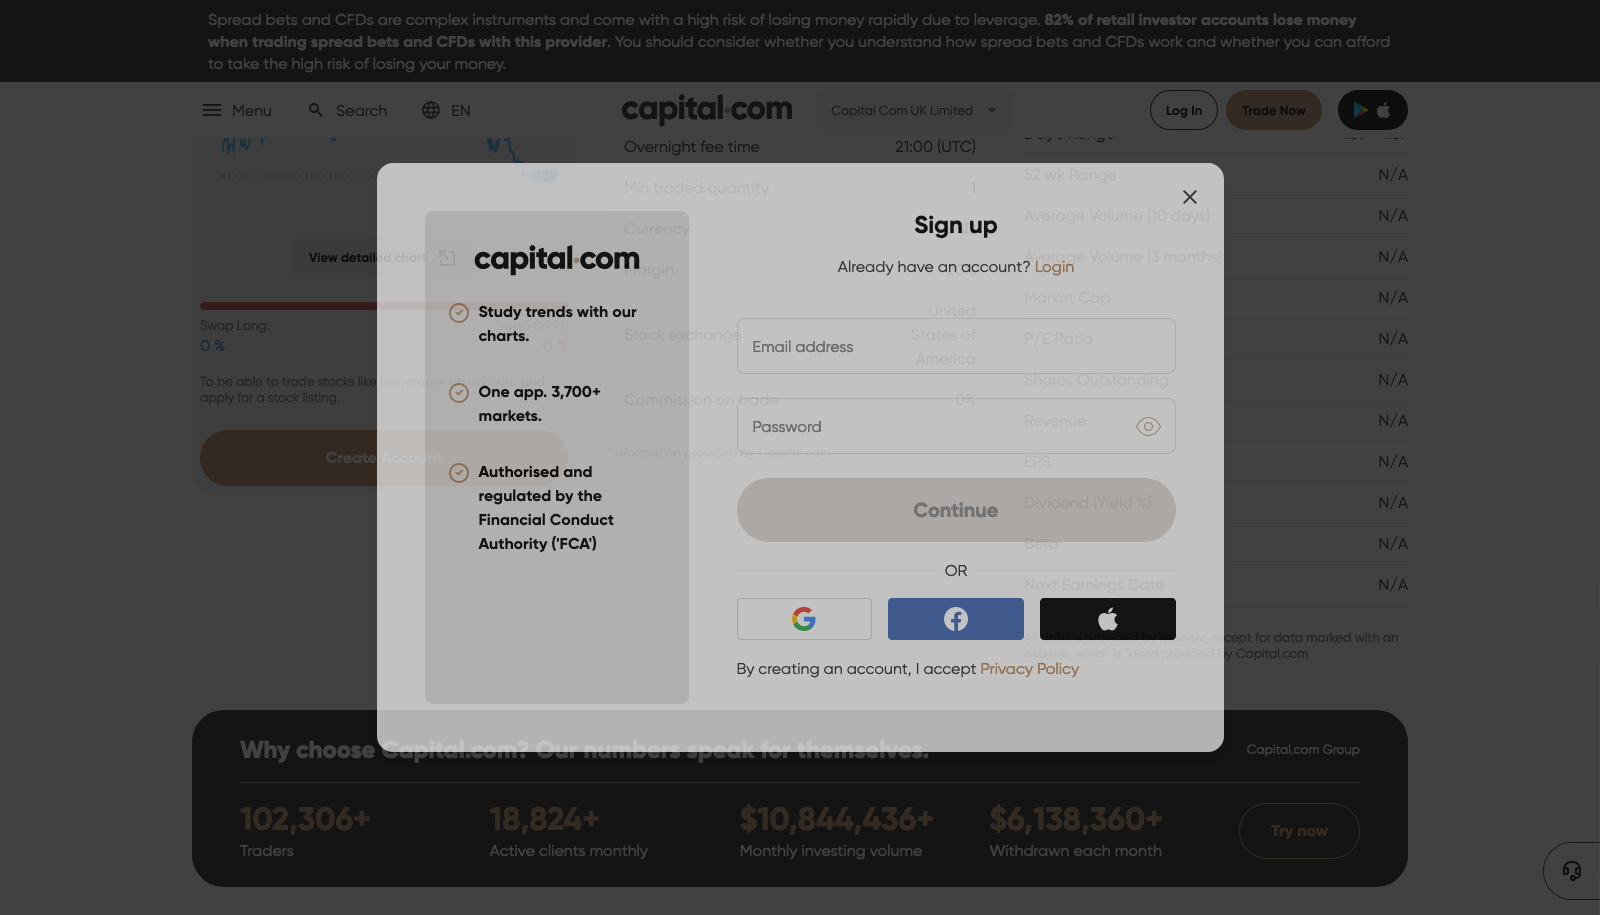 Spread bets and CFDs are complex instruments and come with a high risk of losing money rapidly due to leverage. 82% of retail investor accounts lose money
when trading spread bets and CFDs with this provider. You should consider whether you understand how spread bets and CFDs work and whether you can afford
to take the high risk of losing your money.
Menu
Search
EN
capital.com
Capital Com UK Limited
Log In
Trade Now
Overnight fee time 21:00 (UTC)
Min traded quantity 1
Currency
Margin
Stock exchange United
States of
America
Commission on trade 0%
*Information provided by Capital.com
1.37
View detailed chart
Swap Long:
0 %
Swap Short:
0 %
To be able to trade stocks like this, create an account and
apply for a stock listing.
Create Account
Days Range
52 wk Range N/A
Average Volume (10 days) N/A
Average Volume (3 months) N/A
Market Cap N/A
P/E Ratio N/A
Shares Outstanding N/A
Revenue N/A
EPS N/A
Dividend (Yield %) N/A
Beta N/A
Next Earnings Date N/A
All data is provided by Refinitiv, except for data marked with an
asterisk, which is *data provided by Capital.com
capital.com
Study trends with our
charts.
One app. 3,700+
markets.
Authorised and
regulated by the
Financial Conduct
Authority ('FCA')
Sign up
Already have an account? Login
Email address
Password
Continue
OR
By creating an account, I accept Privacy Policy
Why choose Capital.com? Our numbers speak for themselves.
Capital.com Group
102,306+
Traders
18,824+
Active clients monthly
$10,844,436+
Monthly investing volume
$6,138,360+
Withdrawn each month
Try now